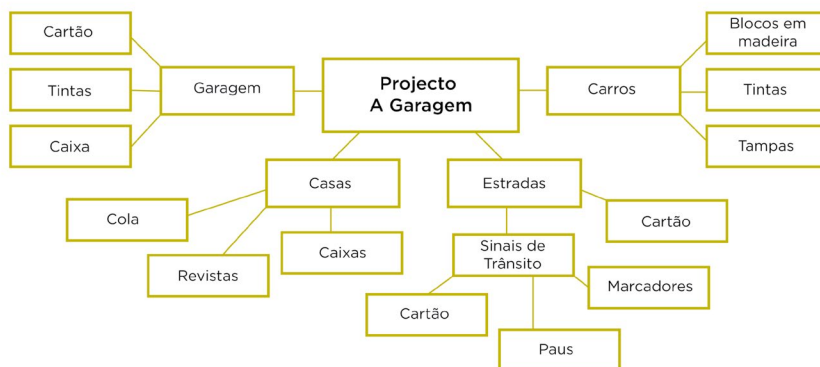 Cartão
Tintas
Caixa
Garagem
Projecto
A Garagem
Carros
Blocos em
madeira
Tintas
Tampas
Casas
Cola
Revistas
Caixas
Estradas
Cartão
Sinais de
Trânsito
Cartão
Paus
Marcadores